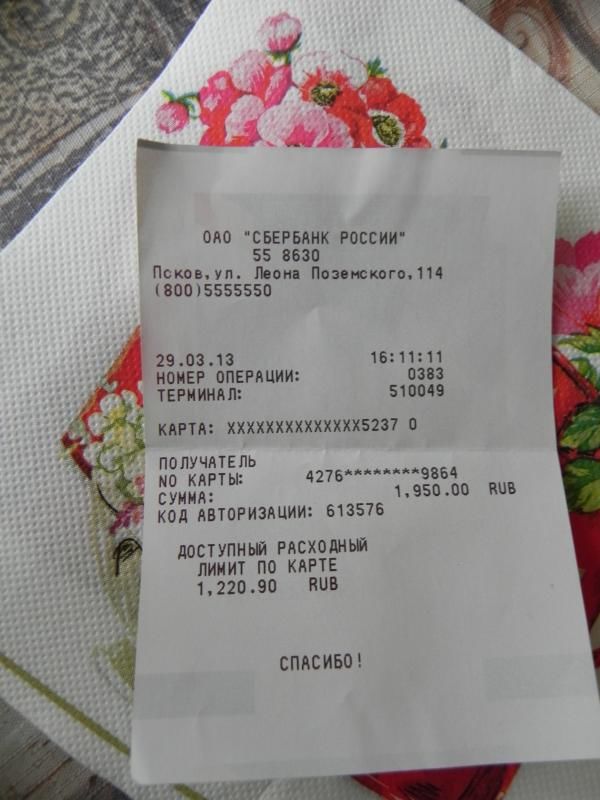 ОАО "СБЕРБАНК РОССИИ"
55 8630
Псков,ул. Леона Поземского,114
(800)5555550
29.03.13 16:11:11
НОМЕР ОПЕРАЦИИ: 0383
ТЕРМИНАЛ: 510049
КАРТА: XXXXXXXXXXXXXX5237 0
ПОЛУЧАТЕЛЬ
NO КАРТЫ: 4276********9864
СУММА: 1,950.00 RUB
КОД АВТОРИЗАЦИИ: 613576
ДОСТУПНЫЙ РАСХОДНЫЙ
ЛИМИТ ПО КАРТЕ
1,220.90 RUB
СПАСИБО!